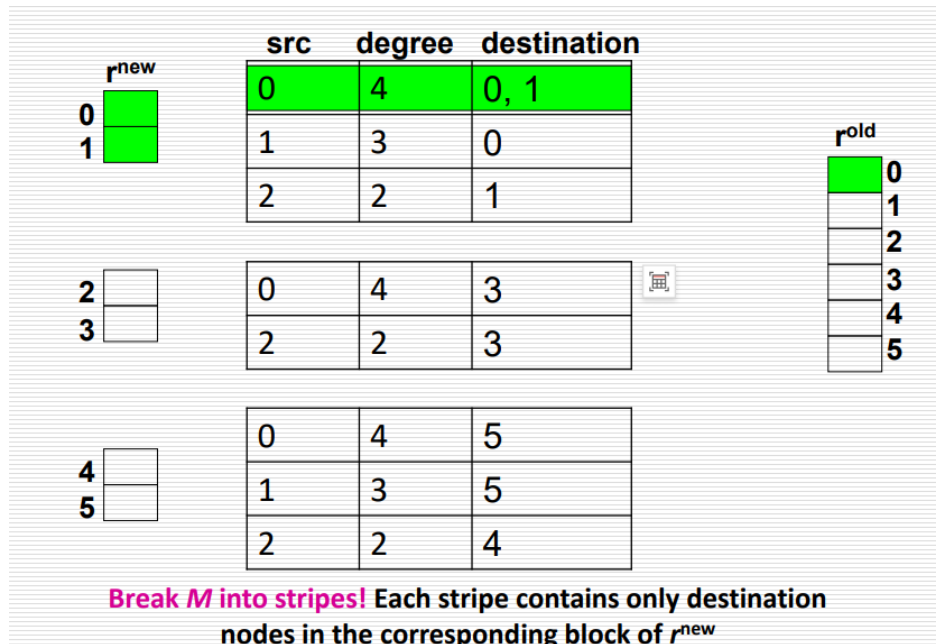 src degree destination
r^new
0 4 0, 1
0
1
1 3 0
r^old
2 2 1
0
1
2
3
4
5
2
3
0 4 3
2 2 3
4
5
0 4 5
1 3 5
2 2 4
Break M into stripes! Each stripe contains only destination
nodes in the corresponding block of r^new